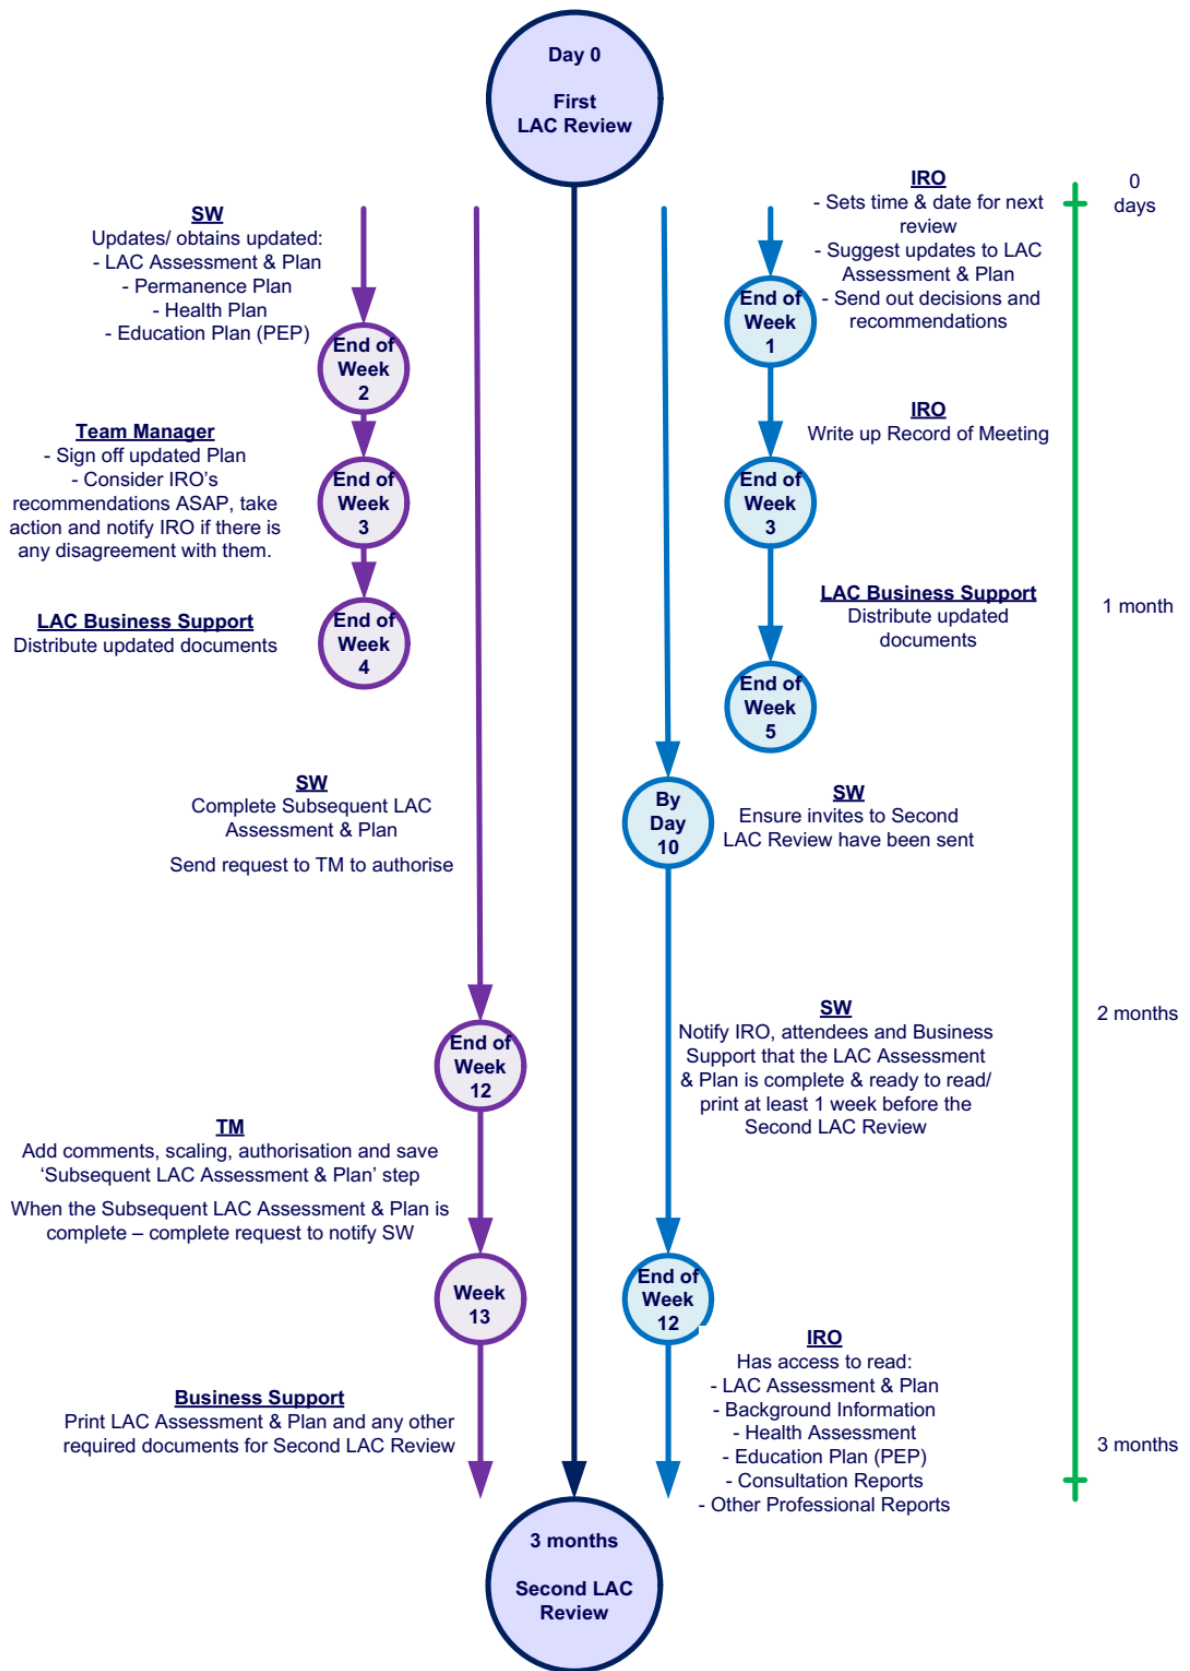 Day 0
First
LAC Review
SW
Updates/ obtains updated:
- LAC Assessment & Plan
- Permanence Plan
- Health Plan
- Education Plan (PEP)
End of
Week
2
Team Manager
- Sign off updated Plan
- Consider IRO's
recommendations ASAP, take
action and notify IRO if there is
any disagreement with them.
End of
Week
3
LAC Business Support
Distribute updated documents
End of
Week
4
SW
Complete Subsequent LAC
Assessment & Plan
Send request to TM to authorise
End of
Week
12
TM
Add comments, scaling, authorisation and save
‘Subsequent LAC Assessment & Plan’ step
When the Subsequent LAC Assessment & Plan is
complete – complete request to notify SW
Week
13
Business Support
Print LAC Assessment & Plan and any other
required documents for Second LAC Review
IRO
- Sets time & date for next
review
- Suggest updates to LAC
Assessment & Plan
- Send out decisions and
recommendations
End of
Week
1
IRO
Write up Record of Meeting
End of
Week
3
LAC Business Support
Distribute updated
documents
End of
Week
5
By
Day
10
SW
Ensure invites to Second
LAC Review have been sent
SW
Notify IRO, attendees and Business
Support that the LAC Assessment
& Plan is complete & ready to read/
print at least 1 week before the
Second LAC Review
End of
Week
12
IRO
Has access to read:
- LAC Assessment & Plan
- Background Information
- Health Assessment
- Education Plan (PEP)
- Consultation Reports
- Other Professional Reports
0
days
1 month
2 months
3 months
3 months
Second LAC
Review